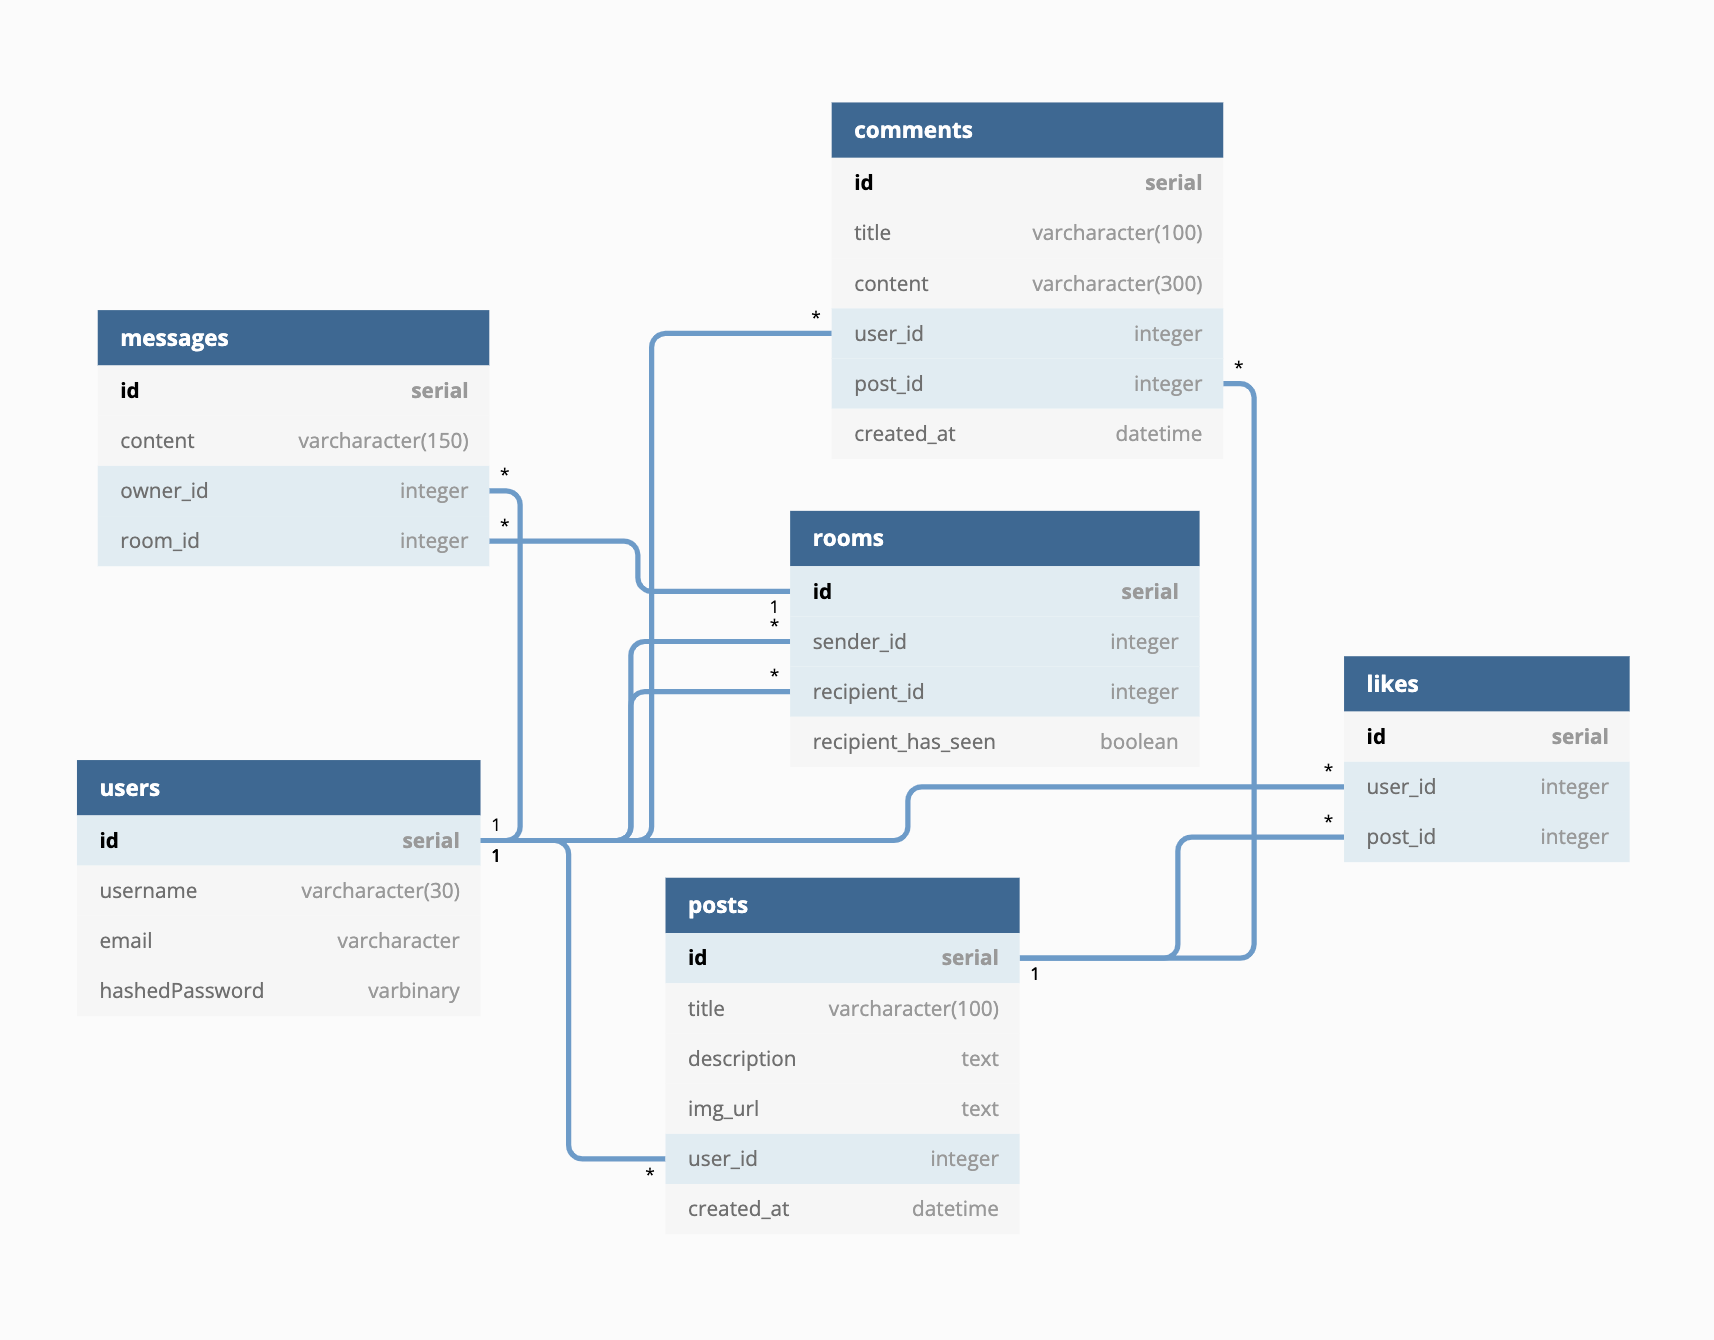 comments
id serial
title varcharacter(100)
content varcharacter(300)
* user_id integer
post_id integer *
created_at datetime
messages
id serial
content varcharacter(150)
owner_id integer *
room_id integer *
rooms
id serial
1
* sender_id integer
* recipient_id integer
recipient_has_seen boolean
likes
id serial
* user_id integer
* post_id integer
users
id serial
1
1
username varcharacter(30)
email varcharacter
hashedPassword varbinary
posts
id serial
1
title varcharacter(100)
description text
img_url text
user_id integer
*
created_at datetime